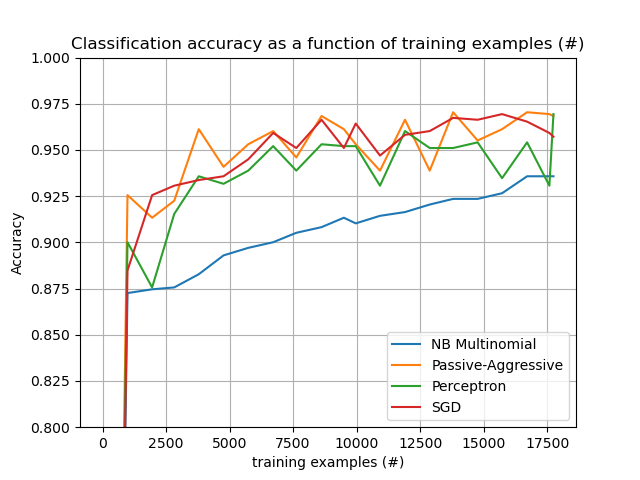 Classification accuracy as a function of training examples (#)
1.000
0.975
0.950
0.925
0.900
0.875
0.850
0.825
0.800
Accuracy
NB Multinomial
Passive-Aggressive
Perceptron
SGD
0 2500 5000 7500 10000 12500 15000 17500
training examples (#)